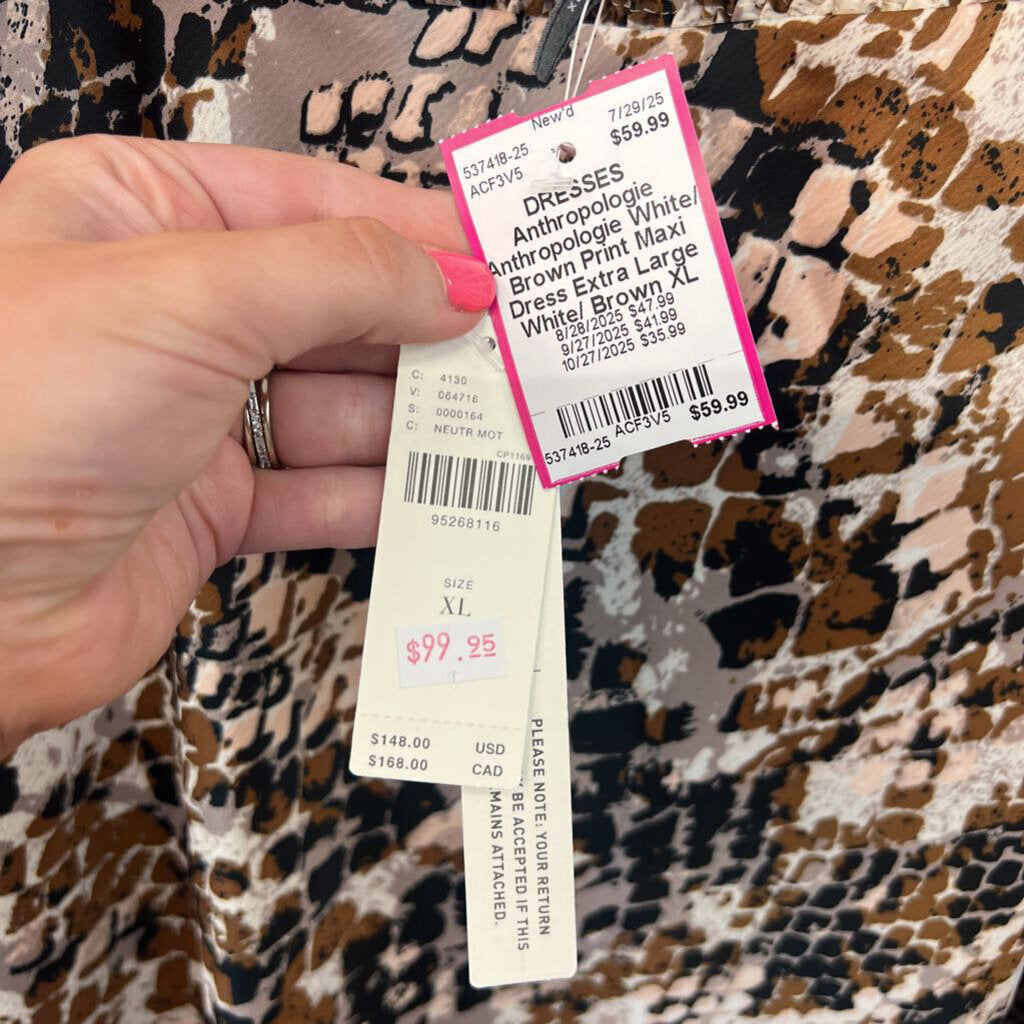 New'd
7/29/25
537418-25
$59.99
ACF3V5
DRESSES
Anthropologie
Anthropologie White/
Brown Print Maxi
Dress Extra Large
White/ Brown XL
8/28/2025 $47.99
9/27/2025 $41.99
10/27/2025 $35.99
537418-25 ACF3V5 $59.99
C: 4130
V: 064716
S: 0000164
C: NEUTR MOT
95268116
SIZE
XL
$99.95
$148.00 USD
$168.00 CAD
PLEASE NOTE: YOUR RETURN
BE ACCEPTED IF THIS
MAINS ATTACHED.